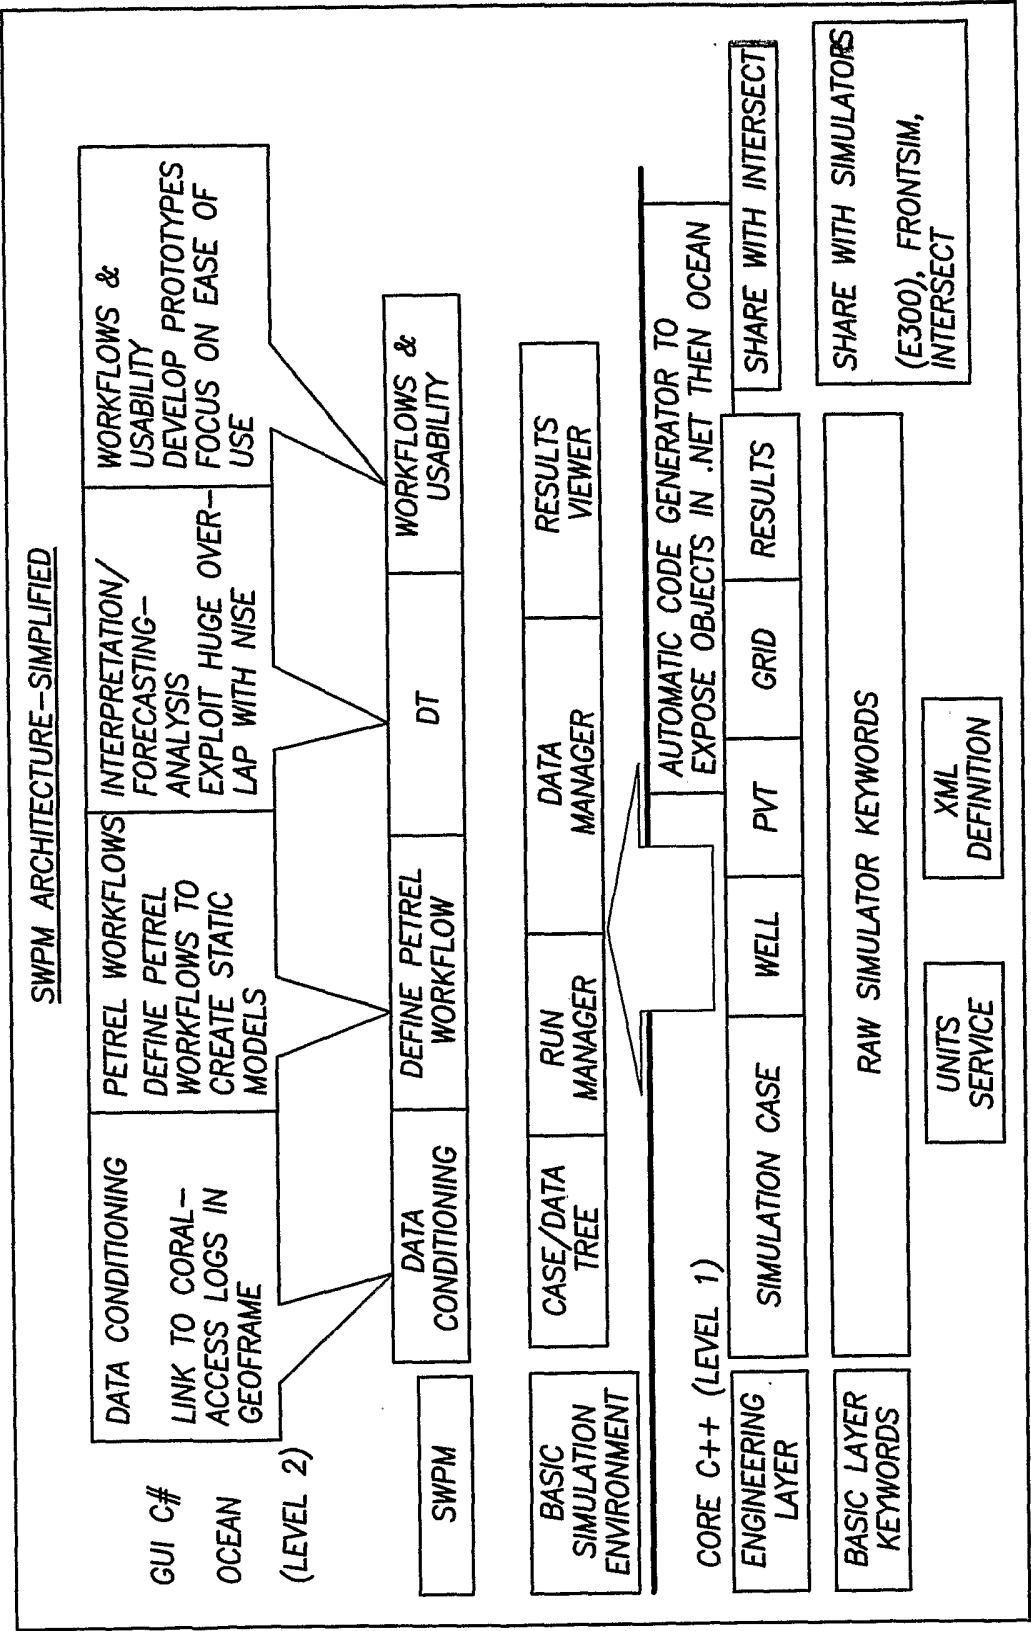 SWPM ARCHITECTURE–SIMPLIFIED
GUI C#
OCEAN
(LEVEL 2)
DATA CONDITIONING
LINK TO CORAL–
ACCESS LOGS IN
GEOFRAME
PETREL WORKFLOWS
DEFINE PETREL
WORKFLOWS TO
CREATE STATIC
MODELS
INTERPRETATION/
FORECASTING–
ANALYSIS
EXPLOIT HUGE OVER–
LAP WITH NISE
WORKFLOWS &
USABILITY
DEVELOP PROTOTYPES
FOCUS ON EASE OF
USE
SWPM
DATA
CONDITIONING
DEFINE PETREL
WORKFLOW
DT
WORKFLOWS &
USABILITY
BASIC
SIMULATION
ENVIRONMENT
CASE/DATA
TREE
RUN
MANAGER
DATA
MANAGER
RESULTS
VIEWER
CORE C++ (LEVEL 1)
AUTOMATIC CODE GENERATOR TO
EXPOSE OBJECTS IN .NET THEN OCEAN
ENGINEERING
LAYER
SIMULATION CASE
WELL
PVT
GRID
RESULTS
SHARE WITH INTERSECT
BASIC LAYER
KEYWORDS
RAW SIMULATOR KEYWORDS
SHARE WITH SIMULATORS
(E300), FRONTSIM,
INTERSECT
UNITS
SERVICE
XML
DEFINITION